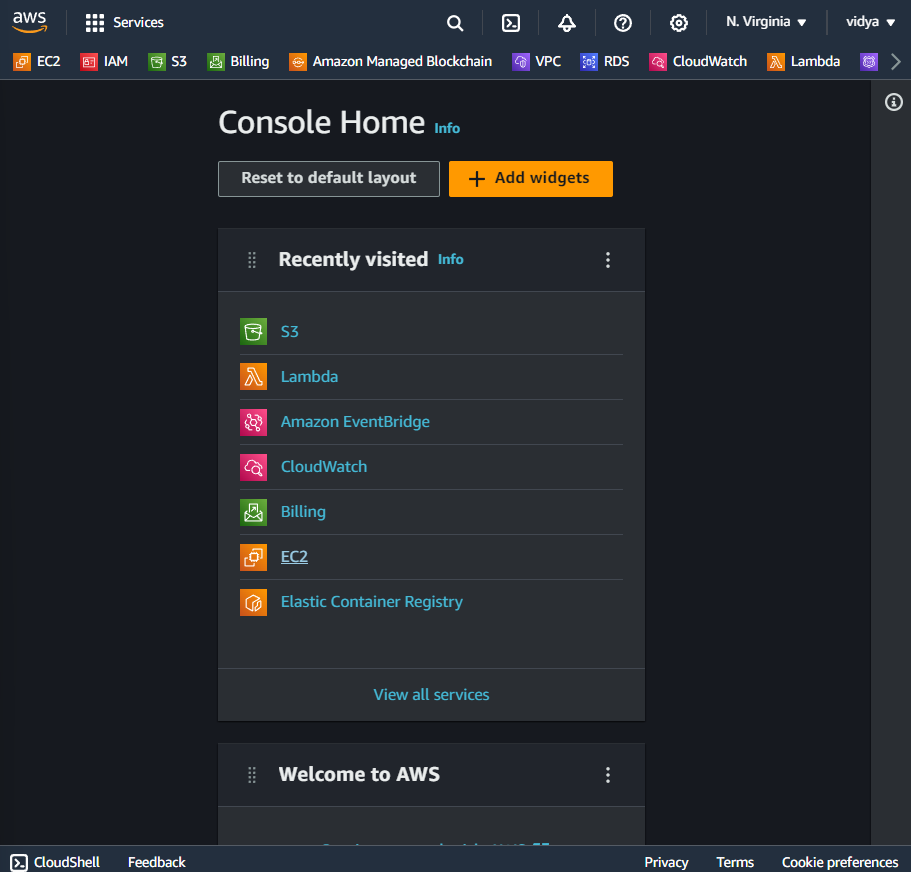 aws Services N. Virginia vidya
EC2 IAM S3 Billing Amazon Managed Blockchain VPC RDS CloudWatch Lambda
Console Home Info
Reset to default layout Add widgets
Recently visited Info
S3
Lambda
Amazon EventBridge
CloudWatch
Billing
EC2
Elastic Container Registry
View all services
Welcome to AWS
CloudShell Feedback Privacy Terms Cookie preferences